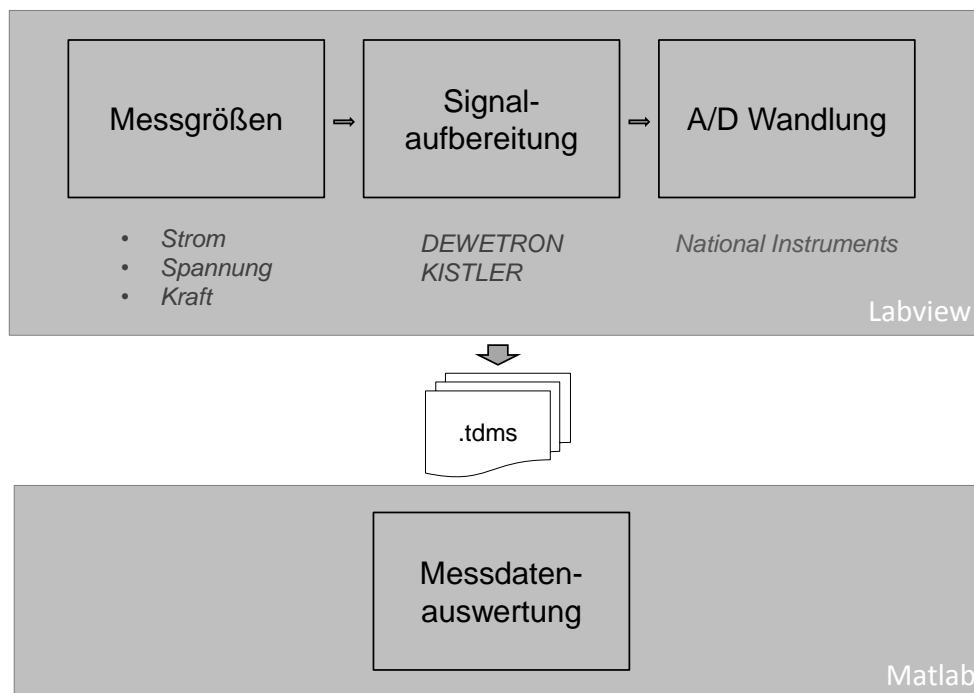 Messgrößen
Signal-
aufbereitung
A/D Wandlung
• Strom
• Spannung
• Kraft
DEWETRON
KISTLER
National Instruments
Labview
.tdms
Messdaten-
auswertung
Matlab